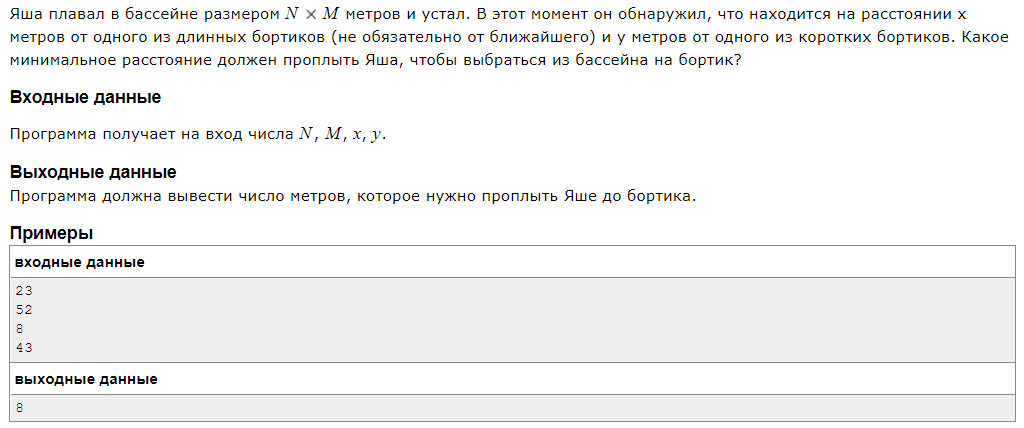 Яша плавал в бассейне размером N × M метров и устал. В этот момент он обнаружил, что находится на расстоянии x
метров от одного из длинных бортиков (не обязательно от ближайшего) и y метров от одного из коротких бортиков. Какое
минимальное расстояние должен проплыть Яша, чтобы выбраться из бассейна на бортик?
Входные данные
Программа получает на вход числа N, M, x, y.
Выходные данные
Программа должна вывести число метров, которое нужно проплыть Яше до бортика.
Примеры
входные данные
23
52
8
43
выходные данные
8